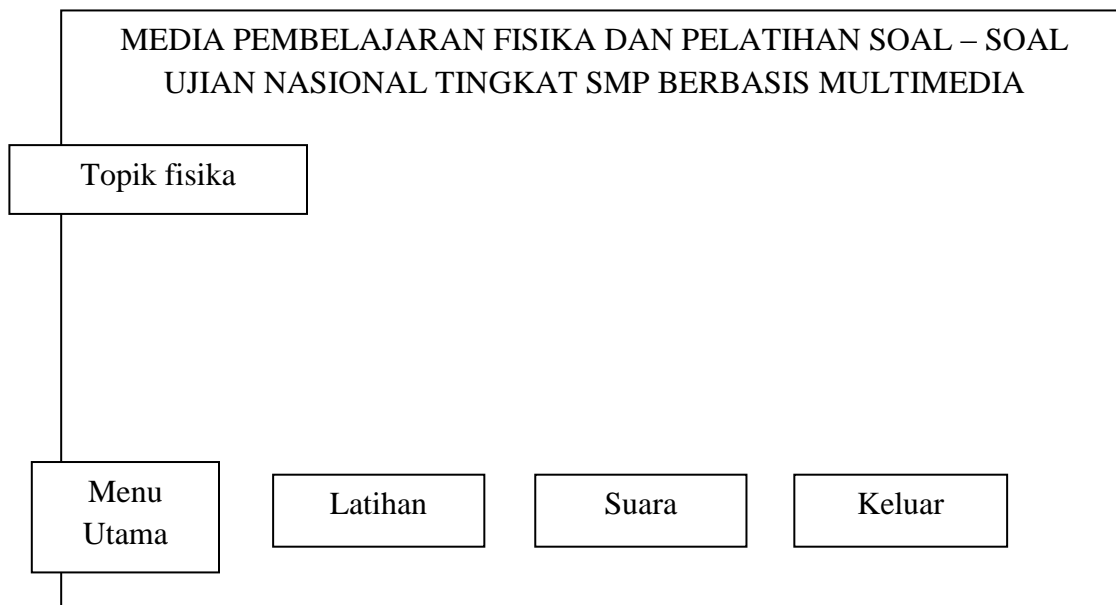 MEDIA PEMBELAJARAN FISIKA DAN PELATIHAN SOAL – SOAL
UJIAN NASIONAL TINGKAT SMP BERBASIS MULTIMEDIA
Topik fisika
Menu
Utama
Latihan
Suara
Keluar